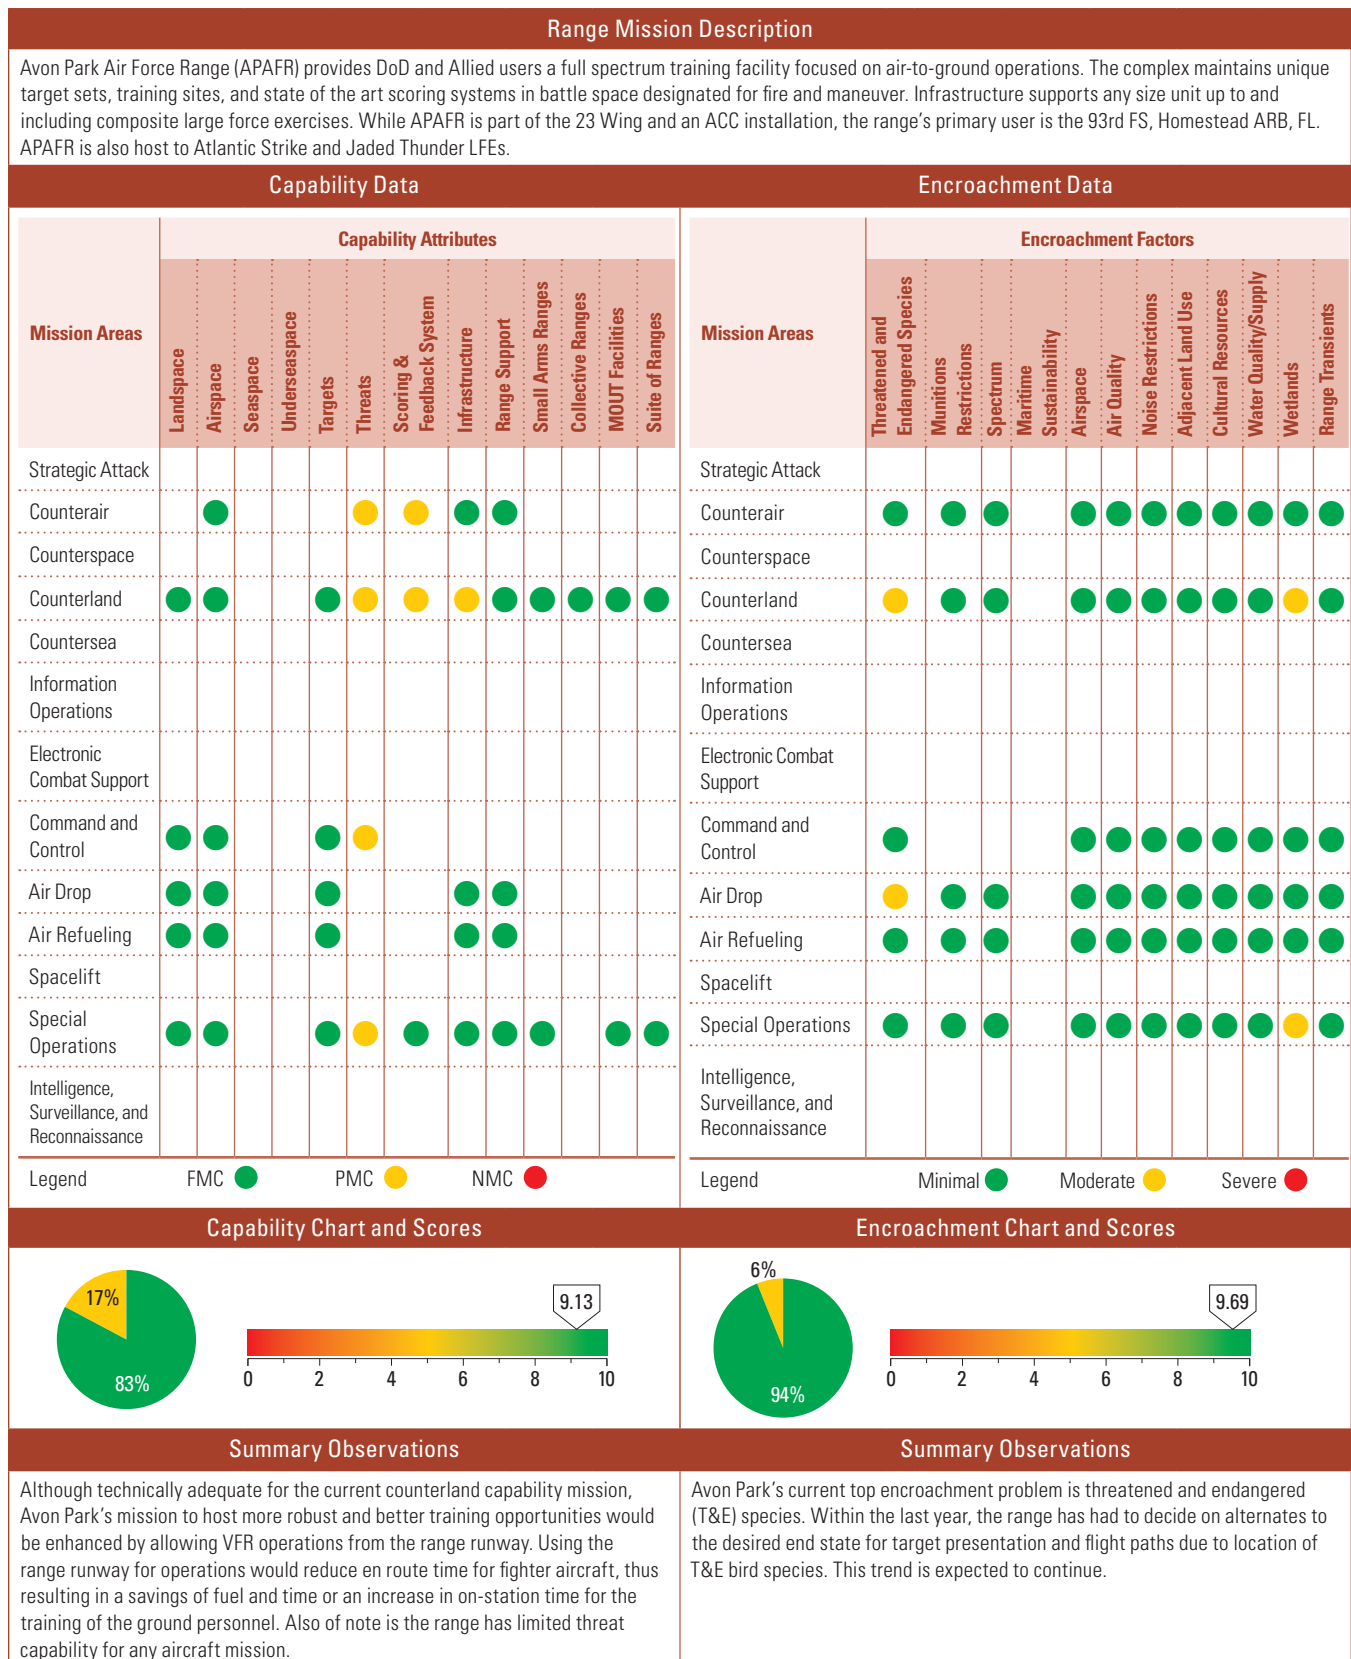 Range Mission Description
Avon Park Air Force Range (APAFR) provides DoD and Allied users a full spectrum training facility focused on air-to-ground operations. The complex maintains unique
target sets, training sites, and state of the art scoring systems in battle space designated for fire and maneuver. Infrastructure supports any size unit up to and
including composite large force exercises. While APAFR is part of the 23 Wing and an ACC installation, the range's primary user is the 93rd FS, Homestead ARB, FL.
APAFR is also host to Atlantic Strike and Jaded Thunder LFEs.
Capability Data
Mission Areas
Capability Attributes
Landspace
Airspace
Seaspace
Underseaspace
Targets
Threats
Scoring &
Feedback System
Infrastructure
Range Support
Small Arms Ranges
Collective Ranges
MOUT Facilities
Suite of Ranges
Strategic Attack
Counterair
Counterspace
Counterland
Countersea
Information
Operations
Electronic
Combat Support
Command and
Control
Air Drop
Air Refueling
Spacelift
Special
Operations
Intelligence,
Surveillance, and
Reconnaissance
Legend FMC PMC NMC
Encroachment Data
Mission Areas
Encroachment Factors
Threatened and
Endangered Species
Munitions
Restrictions
Spectrum
Maritime
Sustainability
Airspace
Air Quality
Noise Restrictions
Adjacent Land Use
Cultural Resources
Water Quality/Supply
Wetlands
Range Transients
Strategic Attack
Counterair
Counterspace
Counterland
Countersea
Information
Operations
Electronic Combat
Support
Command and
Control
Air Drop
Air Refueling
Spacelift
Special Operations
Intelligence,
Surveillance, and
Reconnaissance
Legend Minimal Moderate Severe
Capability Chart and Scores
17%
83%
9.13
0 2 4 6 8 10
Encroachment Chart and Scores
6%
94%
9.69
0 2 4 6 8 10
Summary Observations
Although technically adequate for the current counterland capability mission,
Avon Park's mission to host more robust and better training opportunities would
be enhanced by allowing VFR operations from the range runway. Using the
range runway for operations would reduce en route time for fighter aircraft, thus
resulting in a savings of fuel and time or an increase in on-station time for the
training of the ground personnel. Also of note is the range has limited threat
capability for any aircraft mission.
Summary Observations
Avon Park's current top encroachment problem is threatened and endangered
(T&E) species. Within the last year, the range has had to decide on alternates to
the desired end state for target presentation and flight paths due to location of
T&E bird species. This trend is expected to continue.